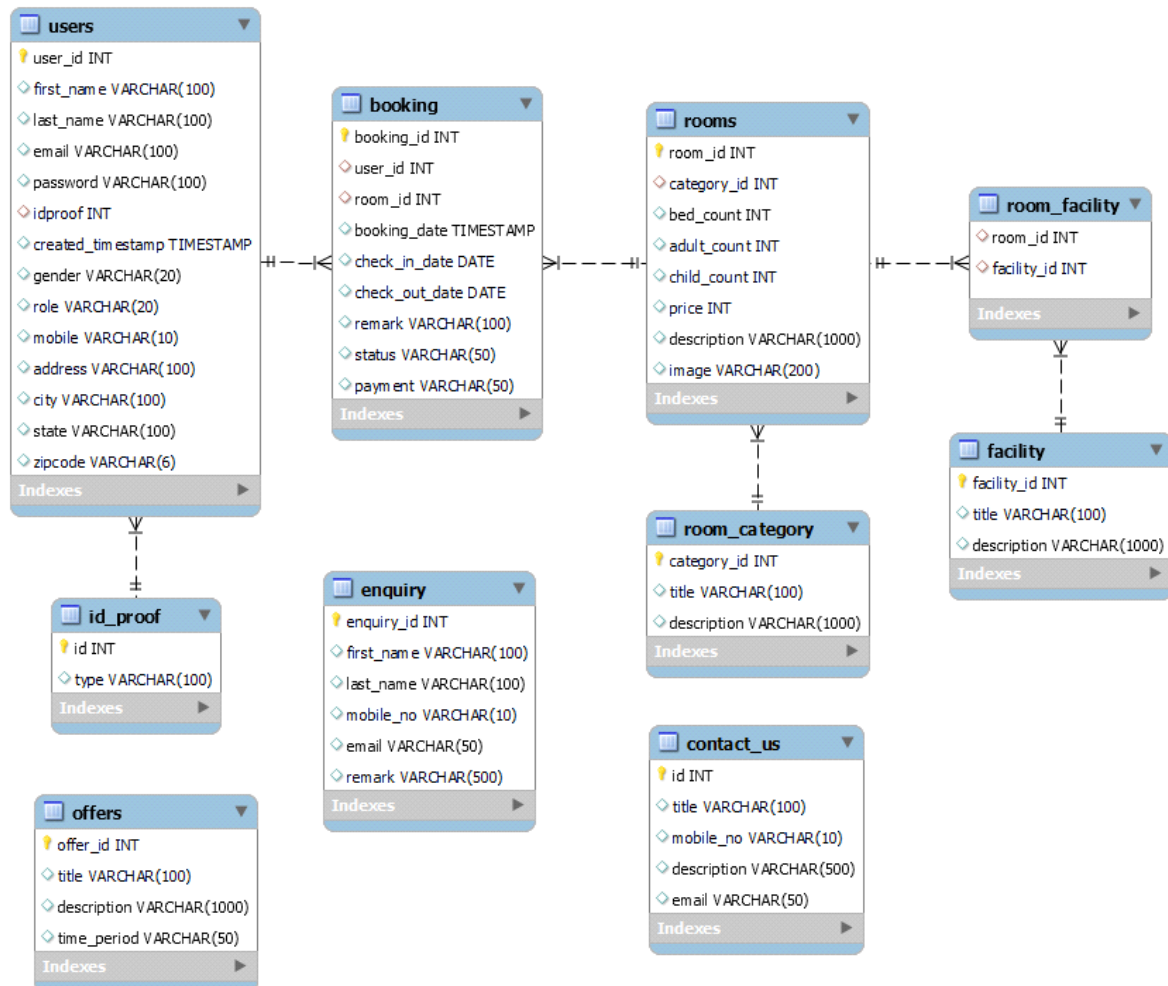 users
user_id INT
first_name VARCHAR(100)
last_name VARCHAR(100)
email VARCHAR(100)
password VARCHAR(100)
idproof INT
created_timestamp TIMESTAMP
gender VARCHAR(20)
role VARCHAR(20)
mobile VARCHAR(10)
address VARCHAR(100)
city VARCHAR(100)
state VARCHAR(100)
zipcode VARCHAR(6)
Indexes
booking
booking_id INT
user_id INT
room_id INT
booking_date TIMESTAMP
check_in_date DATE
check_out_date DATE
remark VARCHAR(100)
status VARCHAR(50)
payment VARCHAR(50)
Indexes
rooms
room_id INT
category_id INT
bed_count INT
adult_count INT
child_count INT
price INT
description VARCHAR(1000)
image VARCHAR(200)
Indexes
room_facility
room_id INT
facility_id INT
Indexes
facility
facility_id INT
title VARCHAR(100)
description VARCHAR(1000)
Indexes
room_category
category_id INT
title VARCHAR(100)
description VARCHAR(1000)
Indexes
id_proof
id INT
type VARCHAR(100)
Indexes
enquiry
enquiry_id INT
first_name VARCHAR(100)
last_name VARCHAR(100)
mobile_no VARCHAR(10)
email VARCHAR(50)
remark VARCHAR(500)
Indexes
contact_us
id INT
title VARCHAR(100)
mobile_no VARCHAR(10)
description VARCHAR(500)
email VARCHAR(50)
Indexes
offers
offer_id INT
title VARCHAR(100)
description VARCHAR(1000)
time_period VARCHAR(50)
Indexes